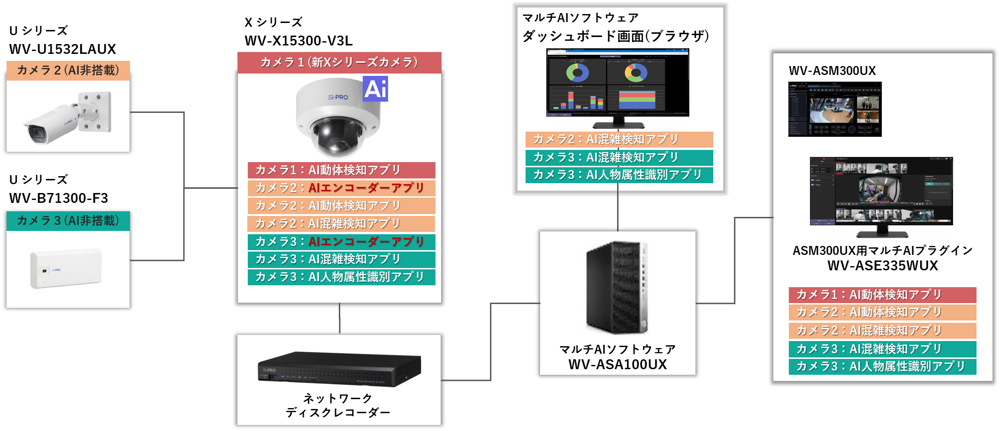 U シリーズ
WV-U1532LAUX
カメラ２(AI非搭載)
i-PRO
U シリーズ
WV-B71300-F3
カメラ３(AI非搭載)
i-PRO
X シリーズ
WV-X15300-V3L
カメラ１(新Xシリーズカメラ)
i-PRO
Ai
カメラ1：AI動体検知アプリ
カメラ2：AIエンコーダーアプリ
カメラ2：AI動体検知アプリ
カメラ2：AI混雑検知アプリ
カメラ3：AIエンコーダーアプリ
カメラ3：AI混雑検知アプリ
カメラ3：AI人物属性識別アプリ
i-PRO
ネットワーク
ディスクレコーダー
マルチAIソフトウェア
ダッシュボード画面(ブラウザ)
カメラ2：AI混雑検知アプリ
カメラ3：AI混雑検知アプリ
カメラ3：AI人物属性識別アプリ
マルチAIソフトウェア
WV-ASA100UX
WV-ASM300UX
i-PRO
ASM300UX用マルチAIプラグイン
WV-ASE335WUX
カメラ1：AI動体検知アプリ
カメラ2：AI動体検知アプリ
カメラ2：AI混雑検知アプリ
カメラ3：AI混雑検知アプリ
カメラ3：AI人物属性識別アプリ